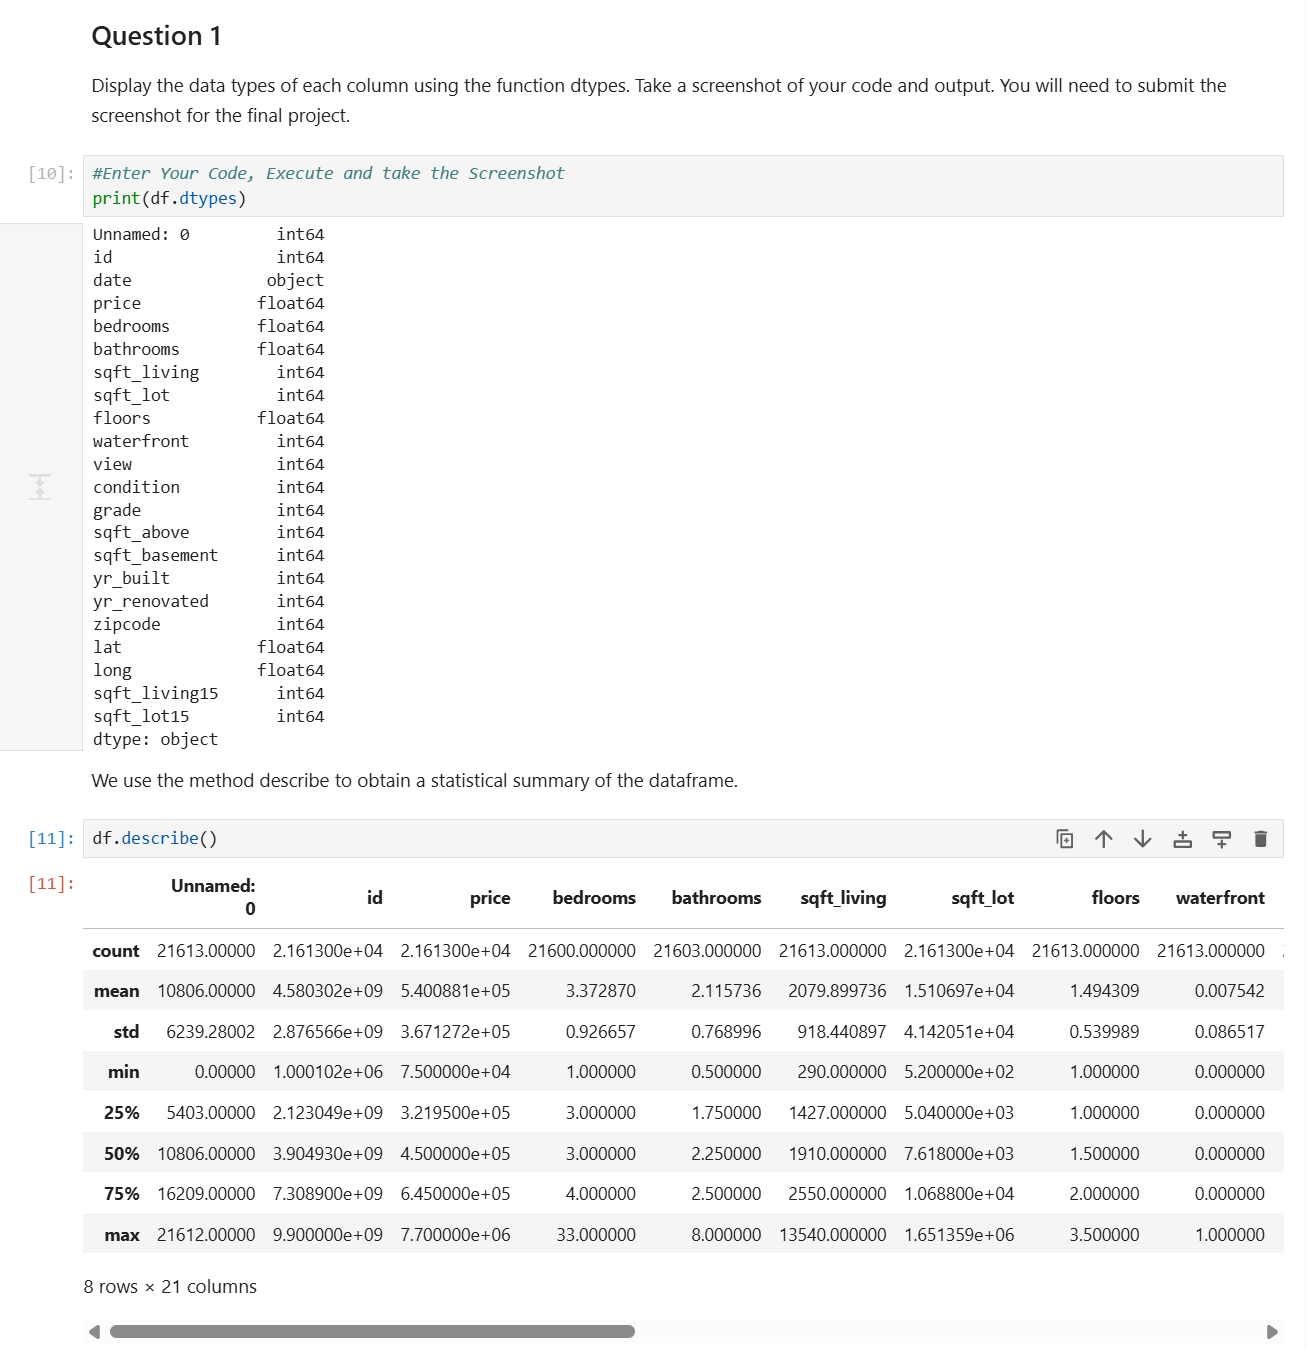 Question 1
Display the data types of each column using the function dtypes. Take a screenshot of your code and output. You will need to submit the
screenshot for the final project.
[10]: #Enter Your Code, Execute and take the Screenshot
print(df.dtypes)
Unnamed: 0 int64
id int64
date object
price float64
bedrooms float64
bathrooms float64
sqft_living int64
sqft_lot int64
floors float64
waterfront int64
view int64
condition int64
grade int64
sqft_above int64
sqft_basement int64
yr_built int64
yr_renovated int64
zipcode int64
lat float64
long float64
sqft_living15 int64
sqft_lot15 int64
dtype: object
We use the method describe to obtain a statistical summary of the dataframe.
[11]: df.describe()
[11]:
Unnamed: 0 id price bedrooms bathrooms sqft_living sqft_lot floors waterfront
count 21613.00000 2.161300e+04 2.161300e+04 21600.000000 21603.000000 21613.000000 2.161300e+04 21613.000000 21613.000000
mean 10806.00000 4.580302e+09 5.400881e+05 3.372870 2.115736 2079.899736 1.510697e+04 1.494309 0.007542
std 6239.28002 2.876566e+09 3.671272e+05 0.926657 0.768996 918.440897 4.142051e+04 0.539989 0.086517
min 0.00000 1.000102e+06 7.500000e+04 1.000000 0.500000 290.000000 5.200000e+02 1.000000 0.000000
25% 5403.00000 2.123049e+09 3.219500e+05 3.000000 1.750000 1427.000000 5.040000e+03 1.000000 0.000000
50% 10806.00000 3.904930e+09 4.500000e+05 3.000000 2.250000 1910.000000 7.618000e+03 1.500000 0.000000
75% 16209.00000 7.308900e+09 6.450000e+05 4.000000 2.500000 2550.000000 1.068800e+04 2.000000 0.000000
max 21612.00000 9.900000e+09 7.700000e+06 33.000000 8.000000 13540.000000 1.651359e+06 3.500000 1.000000
8 rows × 21 columns